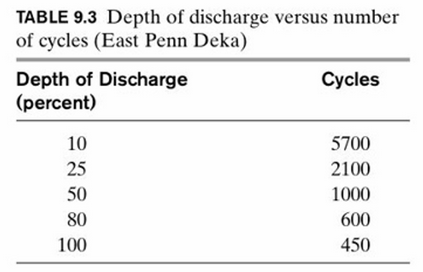 TABLE 9.3 Depth of discharge versus number
of cycles (East Penn Deka)
Depth of Discharge Cycles
(percent)
10 5700
25 2100
50 1000
80 600
100 450